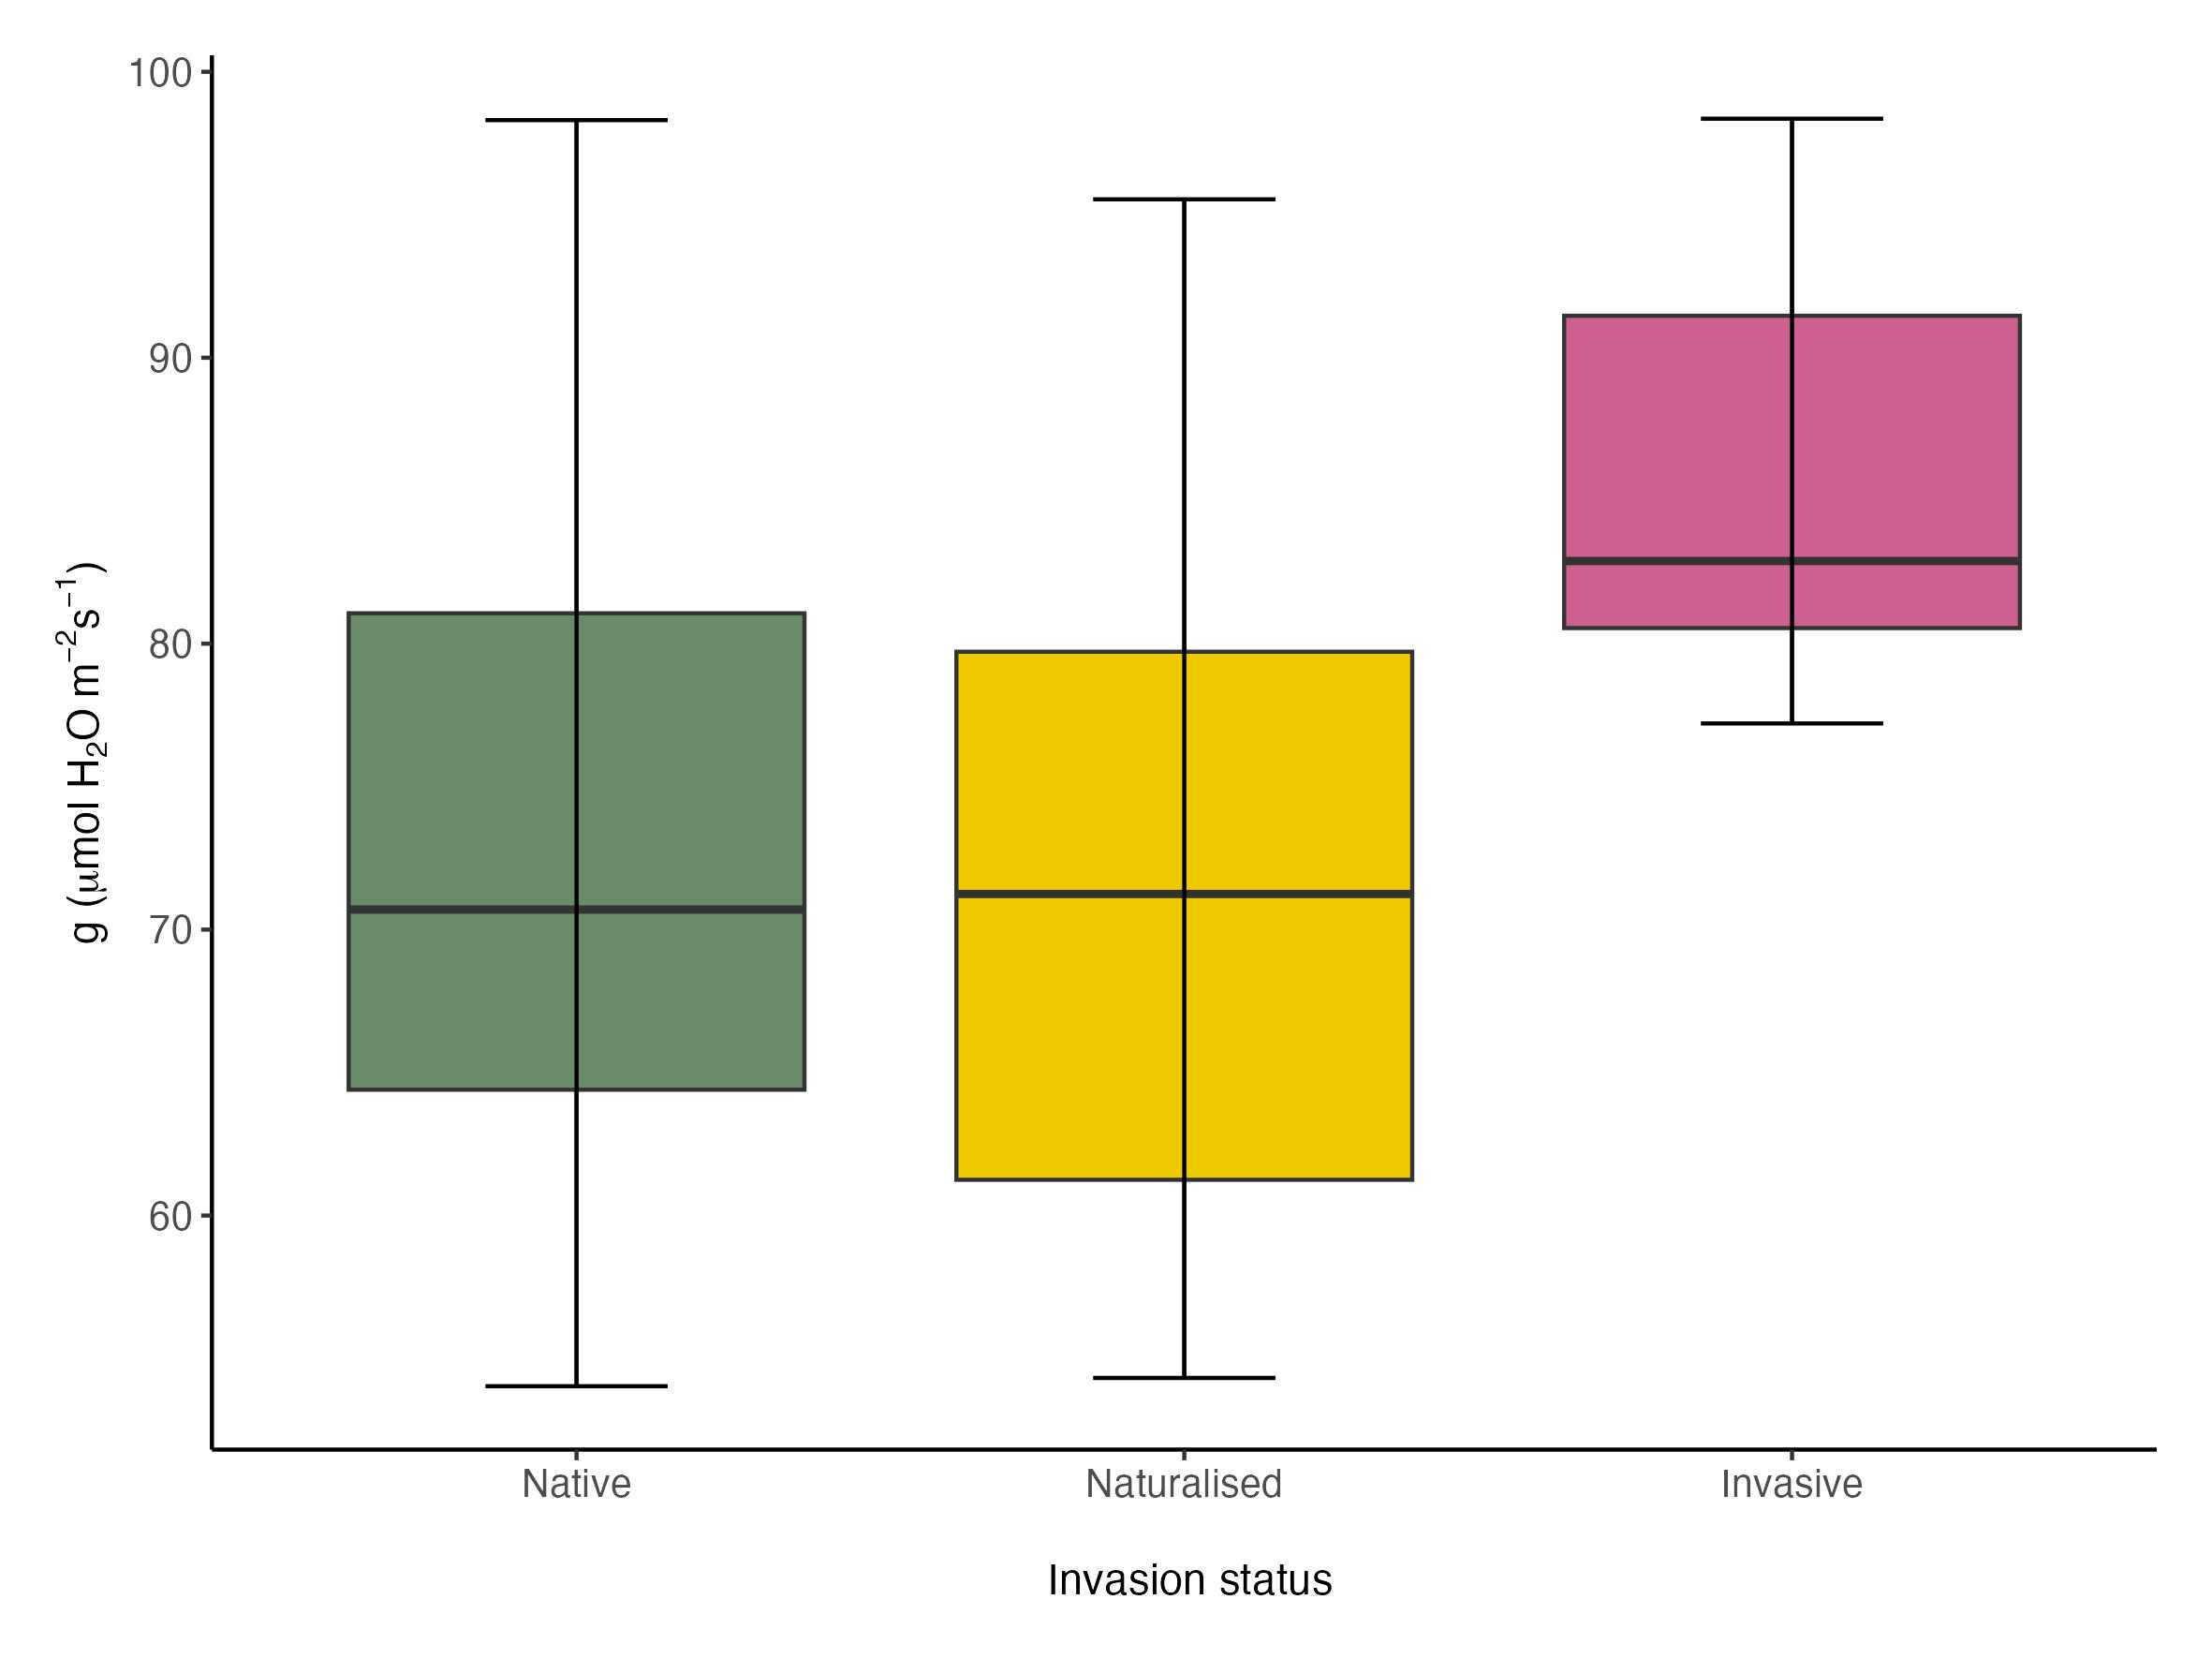 100
90
80
70
60
g (μmol H₂O m⁻²s⁻¹)
Native Naturalised Invasive
Invasion status